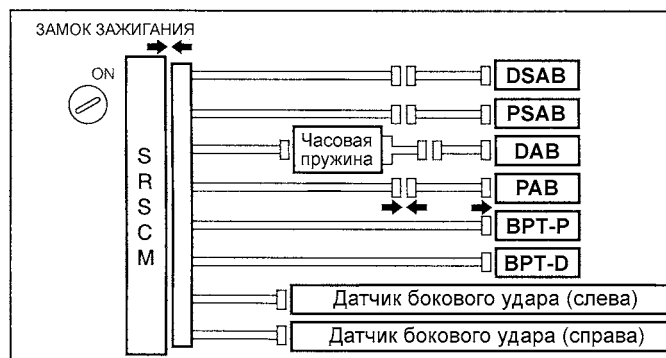 ЗАМОК ЗАЖИГАНИЯ
ON
SRSCM
DSAB
PSAB
Часовая
пружина
DAB
PAB
BPT-P
BPT-D
Датчик бокового удара (слева)
Датчик бокового удара (справа)